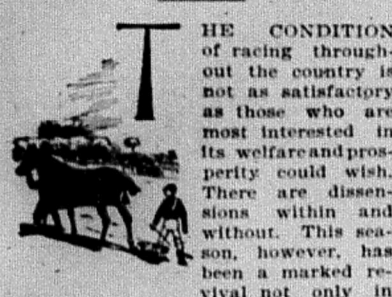 THE CONDITION
of racing through-
out the country is
not as satisfactory
as those who are
most interested in
its welfare and pros-
perity could wish.
There are dissen-
sions within and
without. This sea-
son, however, has
been a marked re-
vival not only in